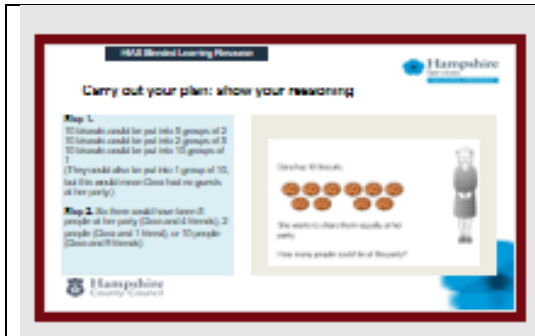 HIAS Blended Learning Resource
Hampshire
Services
Carry out your plan: show your reasoning
Step 1.
10 biscuits could be put into 5 groups of 2
10 biscuits could be put into 2 groups of 5
10 biscuits could be put into 10 groups of
1
(They could also be put into 1 group of 10,
but this would mean Clara had no guests
at her party.)
Step 2. So there could have been 5
people at her party (Clara and 4 friends), 2
people (Clara and 1 friend), or 10 people
(Clara and 9 friends)
Clara has 10 biscuits.
She wants to share them equally at her
party.
How many people could be at the party?
Hampshire
County Council